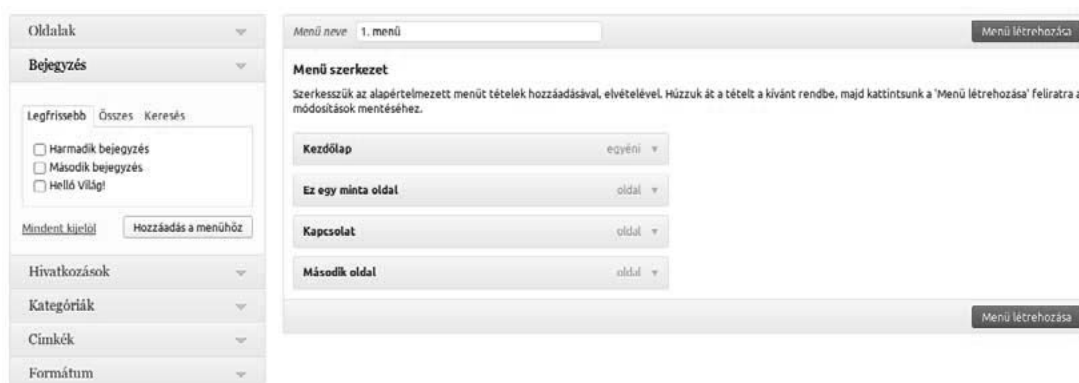 Oldalak
Bejegyzés
Legfrissebb Összes Keresés
Harmadik bejegyzés
Második bejegyzés
Helló Világ!
Mindent kijelöl Hozzáadás a menühöz
Hivatkozások
Kategóriák
Címkék
Formátum
Menü neve 1. menü Menü létrehozása
Menü szerkezet
Szerkesszük az alapértelmezett menüt tételek hozzáadásával, elvételével. Húzzuk át a tételt a kívánt rendbe, majd kattintsunk a 'Menü létrehozása' feliratra a
módosítások mentéséhez.
Kezdőlap egyéni
Ez egy minta oldal oldal
Kapcsolat oldal
Második oldal oldal
Menü létrehozása